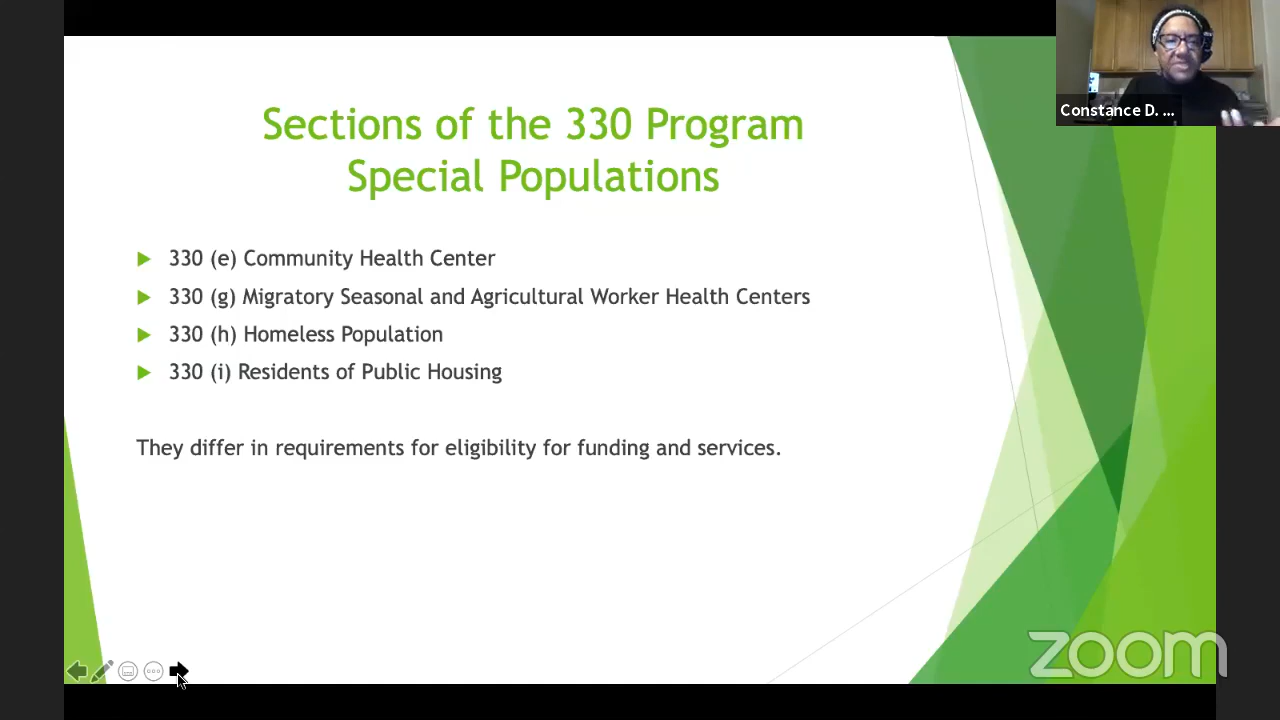 Sections of the 330 Program
Special Populations
330 (e) Community Health Center
330 (g) Migratory Seasonal and Agricultural Worker Health Centers
330 (h) Homeless Population
330 (i) Residents of Public Housing
They differ in requirements for eligibility for funding and services.
Constance D. ...
zoom